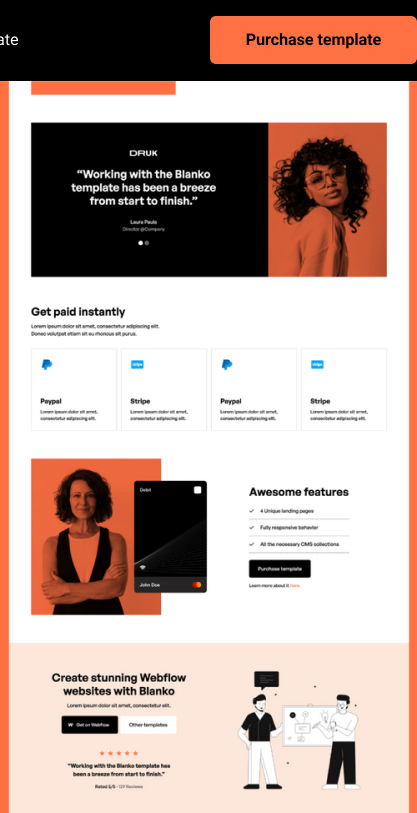 ate
Purchase template
DRUK
“Working with the Blanko
template has been a breeze
from start to finish.”
Laura Pauls
Director @Company
Get paid instantly
Lorem ipsum dolor sit amet, consectetur adipiscing elit.
Donec volutpat etiam sit eu rhoncus sit purus.
stripe
stripe
Paypal
Stripe
Paypal
Stripe
Lorem ipsum dolor sit amet,
consectetur adipiscing elit.
Lorem ipsum dolor sit amet,
consectetur adipiscing elit.
Lorem ipsum dolor sit amet,
consectetur adipiscing elit.
Lorem ipsum dolor sit amet,
consectetur adipiscing elit.
Debit
John Doe
Awesome features
4 Unique landing pages
Fully responsive behavior
All the necessary CMS collections
Purchase template
Learn more about it here.
Create stunning Webflow
websites with Blanko
Lorem ipsum dolor sit amet, consectetur elit.
Get on Webflow
Other templates
“Working with the Blanko template has
been a breeze from start to finish.”
Rated 5/5 - 129 Reviews